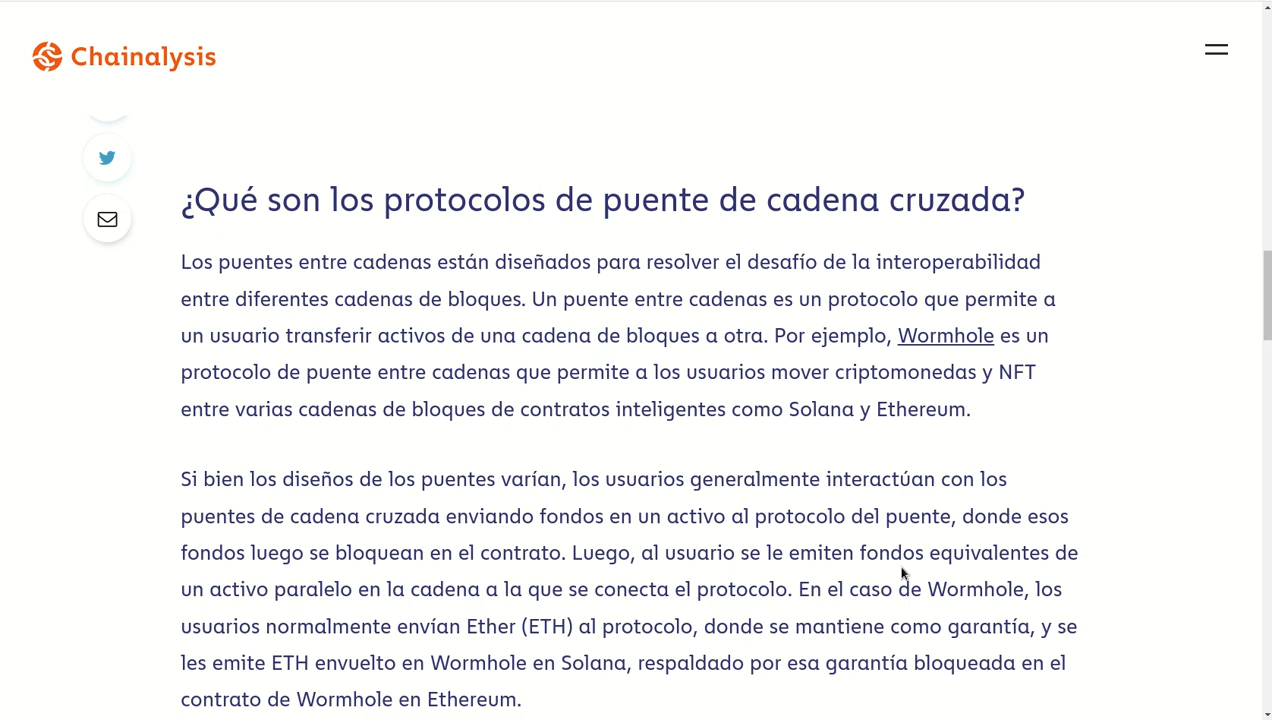 Chainalysis
¿Qué son los protocolos de puente de cadena cruzada?
Los puentes entre cadenas están diseñados para resolver el desafío de la interoperabilidad
entre diferentes cadenas de bloques. Un puente entre cadenas es un protocolo que permite a
un usuario transferir activos de una cadena de bloques a otra. Por ejemplo, Wormhole es un
protocolo de puente entre cadenas que permite a los usuarios mover criptomonedas y NFT
entre varias cadenas de bloques de contratos inteligentes como Solana y Ethereum.
Si bien los diseños de los puentes varían, los usuarios generalmente interactúan con los
puentes de cadena cruzada enviando fondos en un activo al protocolo del puente, donde esos
fondos luego se bloquean en el contrato. Luego, al usuario se le emiten fondos equivalentes de
un activo paralelo en la cadena a la que se conecta el protocolo. En el caso de Wormhole, los
usuarios normalmente envían Ether (ETH) al protocolo, donde se mantiene como garantía, y se
les emite ETH envuelto en Wormhole en Solana, respaldado por esa garantía bloqueada en el
contrato de Wormhole en Ethereum.